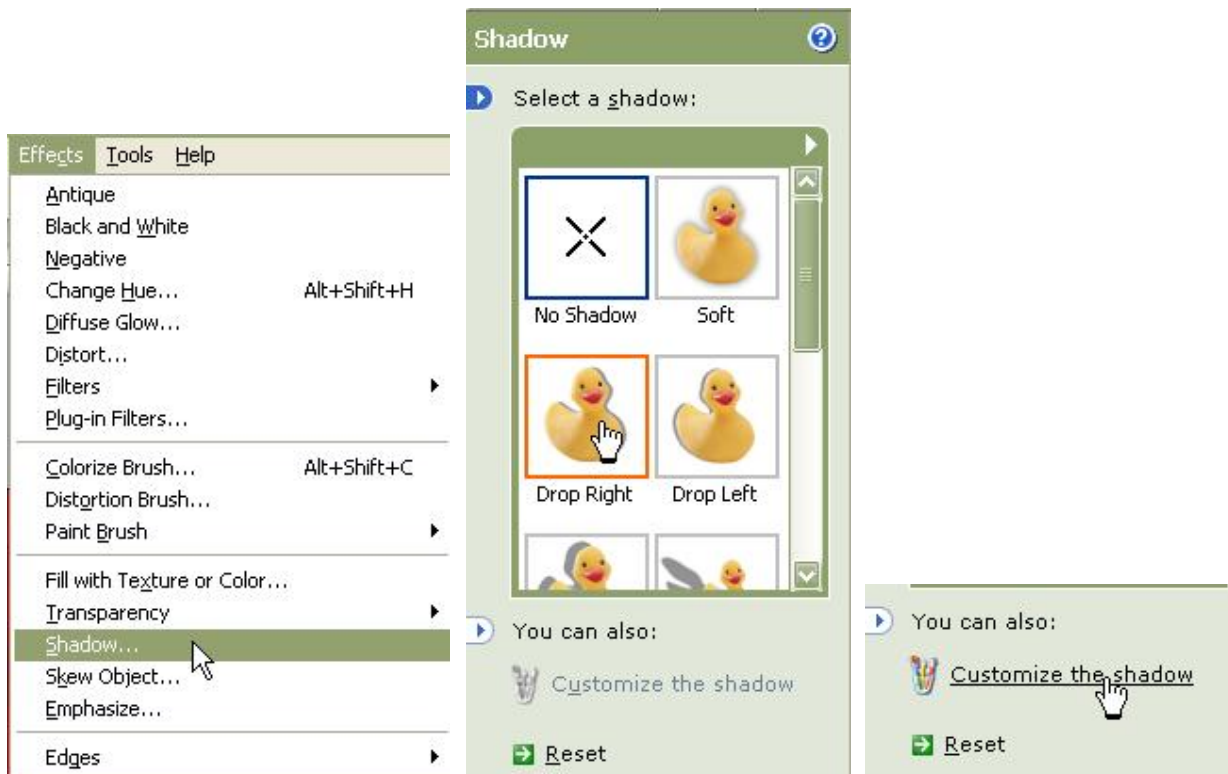 Effects Tools Help
Antique
Black and White
Negative
Change Hue... Alt+Shift+H
Diffuse Glow...
Distort...
Filters
Plug-in Filters...
Colorize Brush... Alt+Shift+C
Distortion Brush...
Paint Brush
Fill with Texture or Color...
Transparency
Shadow...
Skew Object...
Emphasize...
Edges
Shadow
Select a shadow:
No Shadow Soft
Drop Right Drop Left
You can also:
Customize the shadow
Reset
You can also:
Customize the shadow
Reset